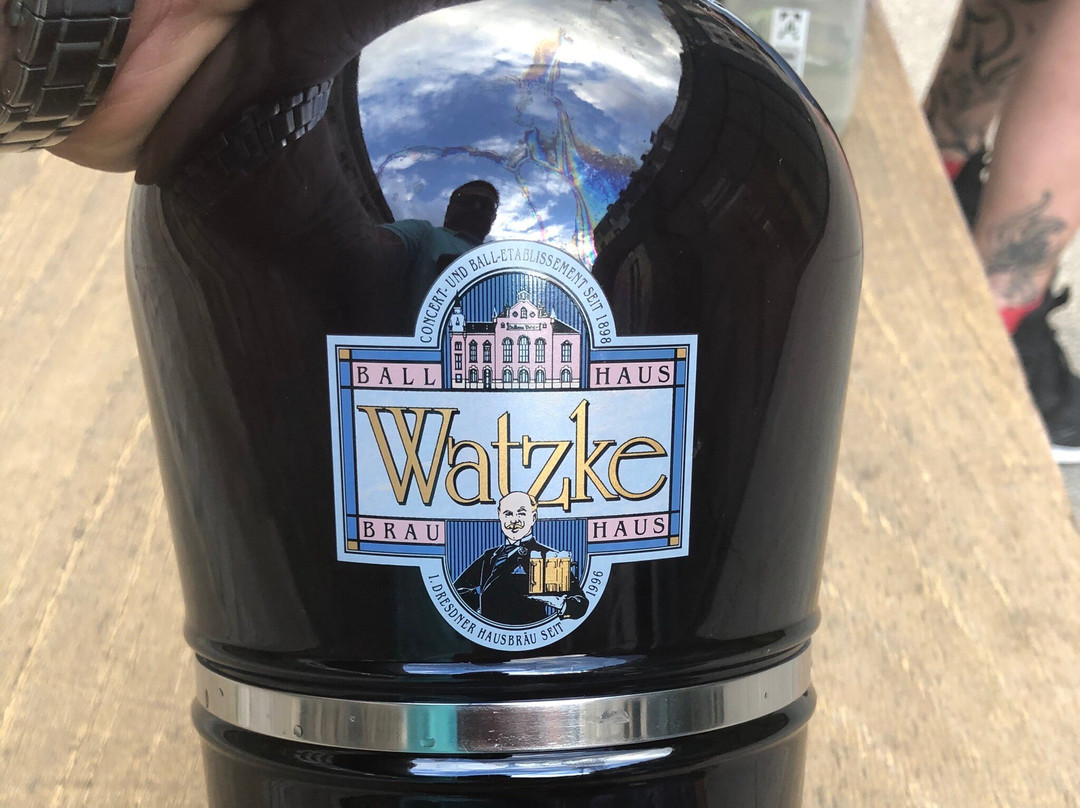 CONCERT- UND BALL-ETABLISSEMENT SEIT 1898
BALL HAUS
Watzke
BRAU HAUS
1. DRESDNER HAUSBRÄU SEIT 1996